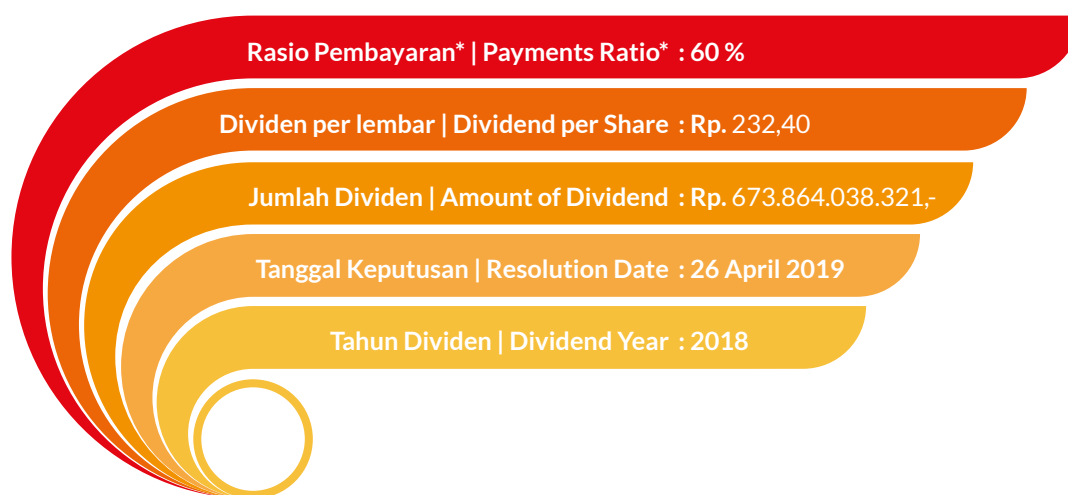 Rasio Pembayaran* | Payments Ratio* : 60 %
Dividen per lembar | Dividend per Share : Rp. 232,40
Jumlah Dividen | Amount of Dividend : Rp. 673.864.038.321,-
Tanggal Keputusan | Resolution Date : 26 April 2019
Tahun Dividen | Dividend Year : 2018